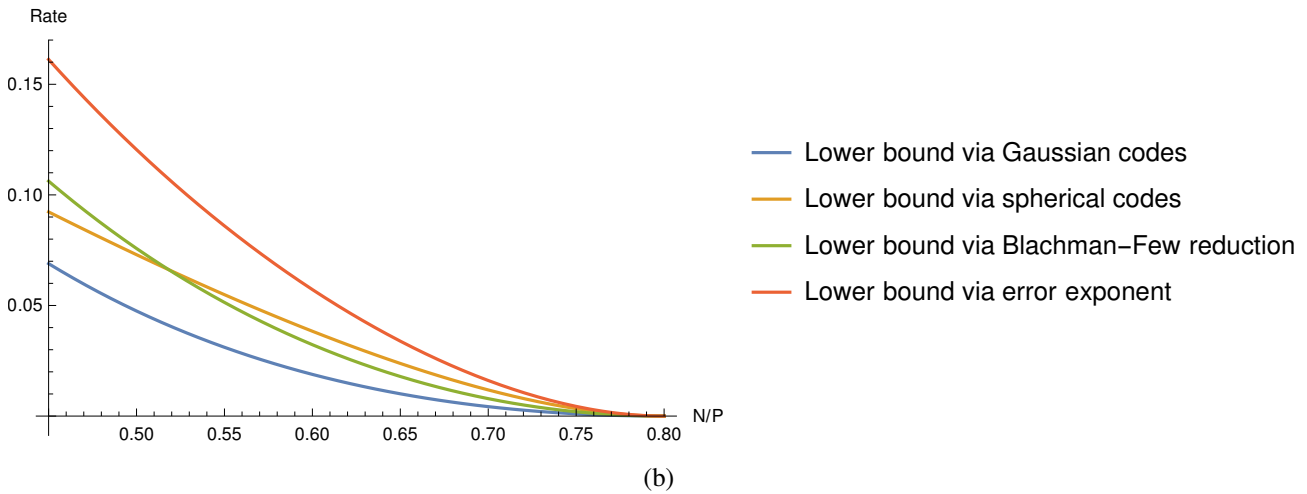 Rate
0.15
0.10
0.05
0.50 0.55 0.60 0.65 0.70 0.75 0.80 N/P
Lower bound via Gaussian codes
Lower bound via spherical codes
Lower bound via Blachman−Few reduction
Lower bound via error exponent
(b)